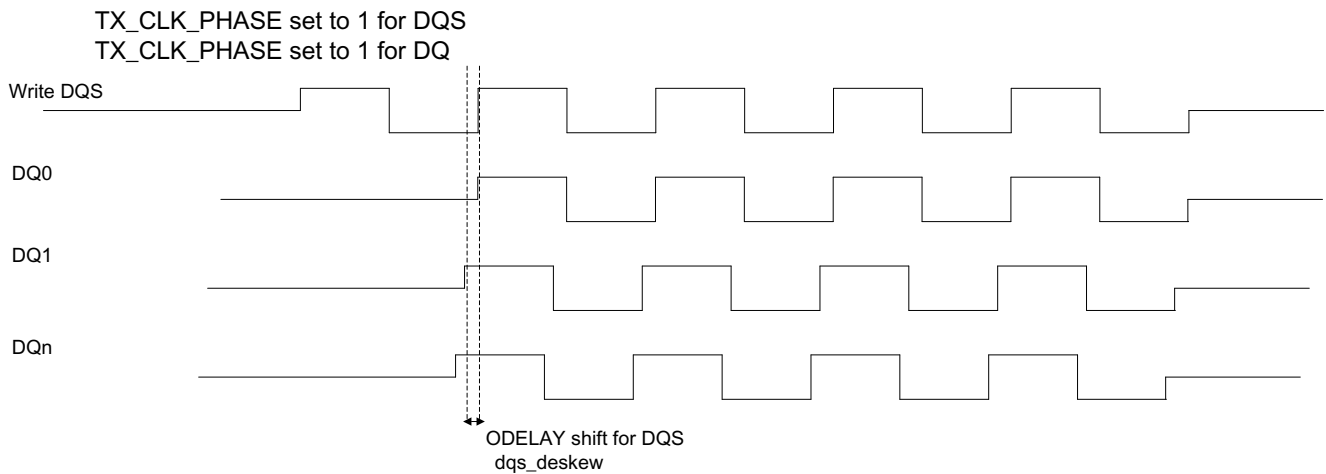 TX_CLK_PHASE set to 1 for DQS
TX_CLK_PHASE set to 1 for DQ
Write DQS
DQ0
DQ1
DQn
ODELAY shift for DQS
dqs_deskew